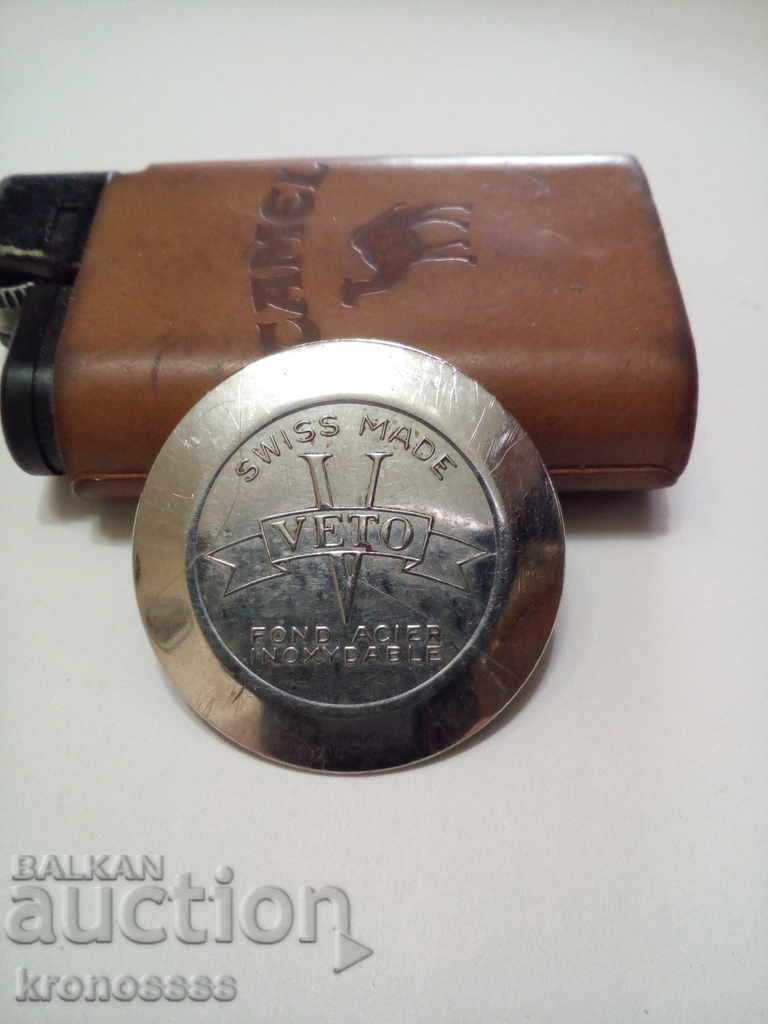 CAMEL
SWISS MADE
V
VETO
FOND ACIER
INOXYDABLE
BALKAN
auction
kronossss